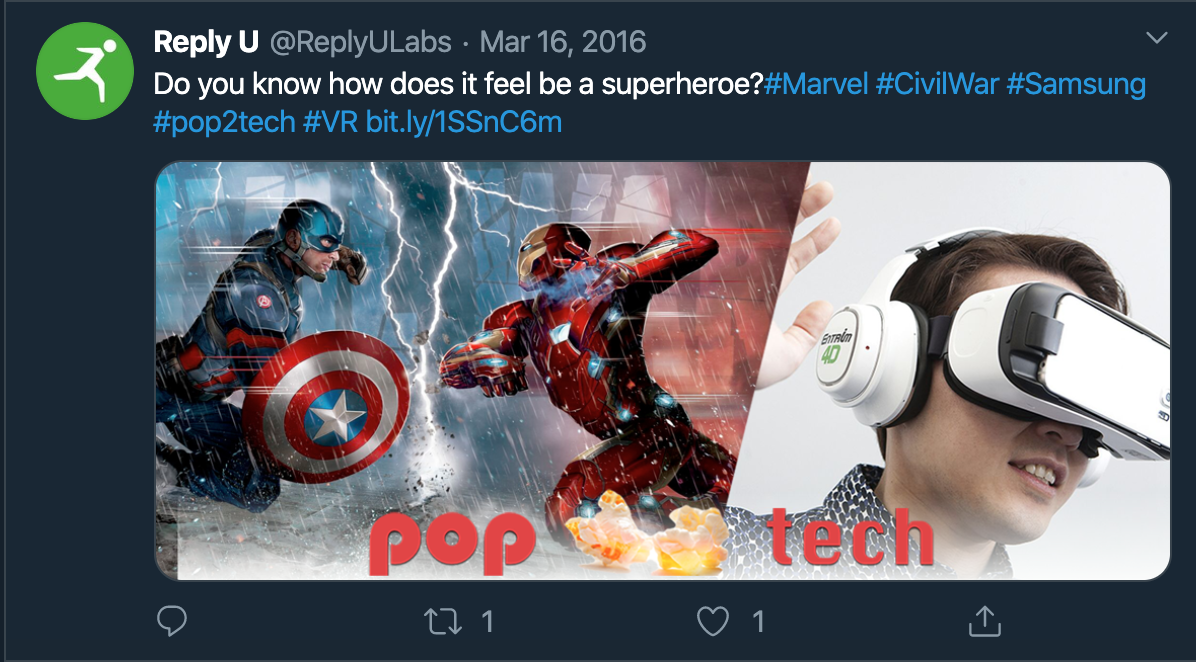 Reply U @ReplyULabs · Mar 16, 2016
Do you know how does it feel be a superheroe?#Marvel #CivilWar #Samsung
#pop2tech #VR bit.ly/1SSnC6m
ENTRIM
4D
pop tech
1 1